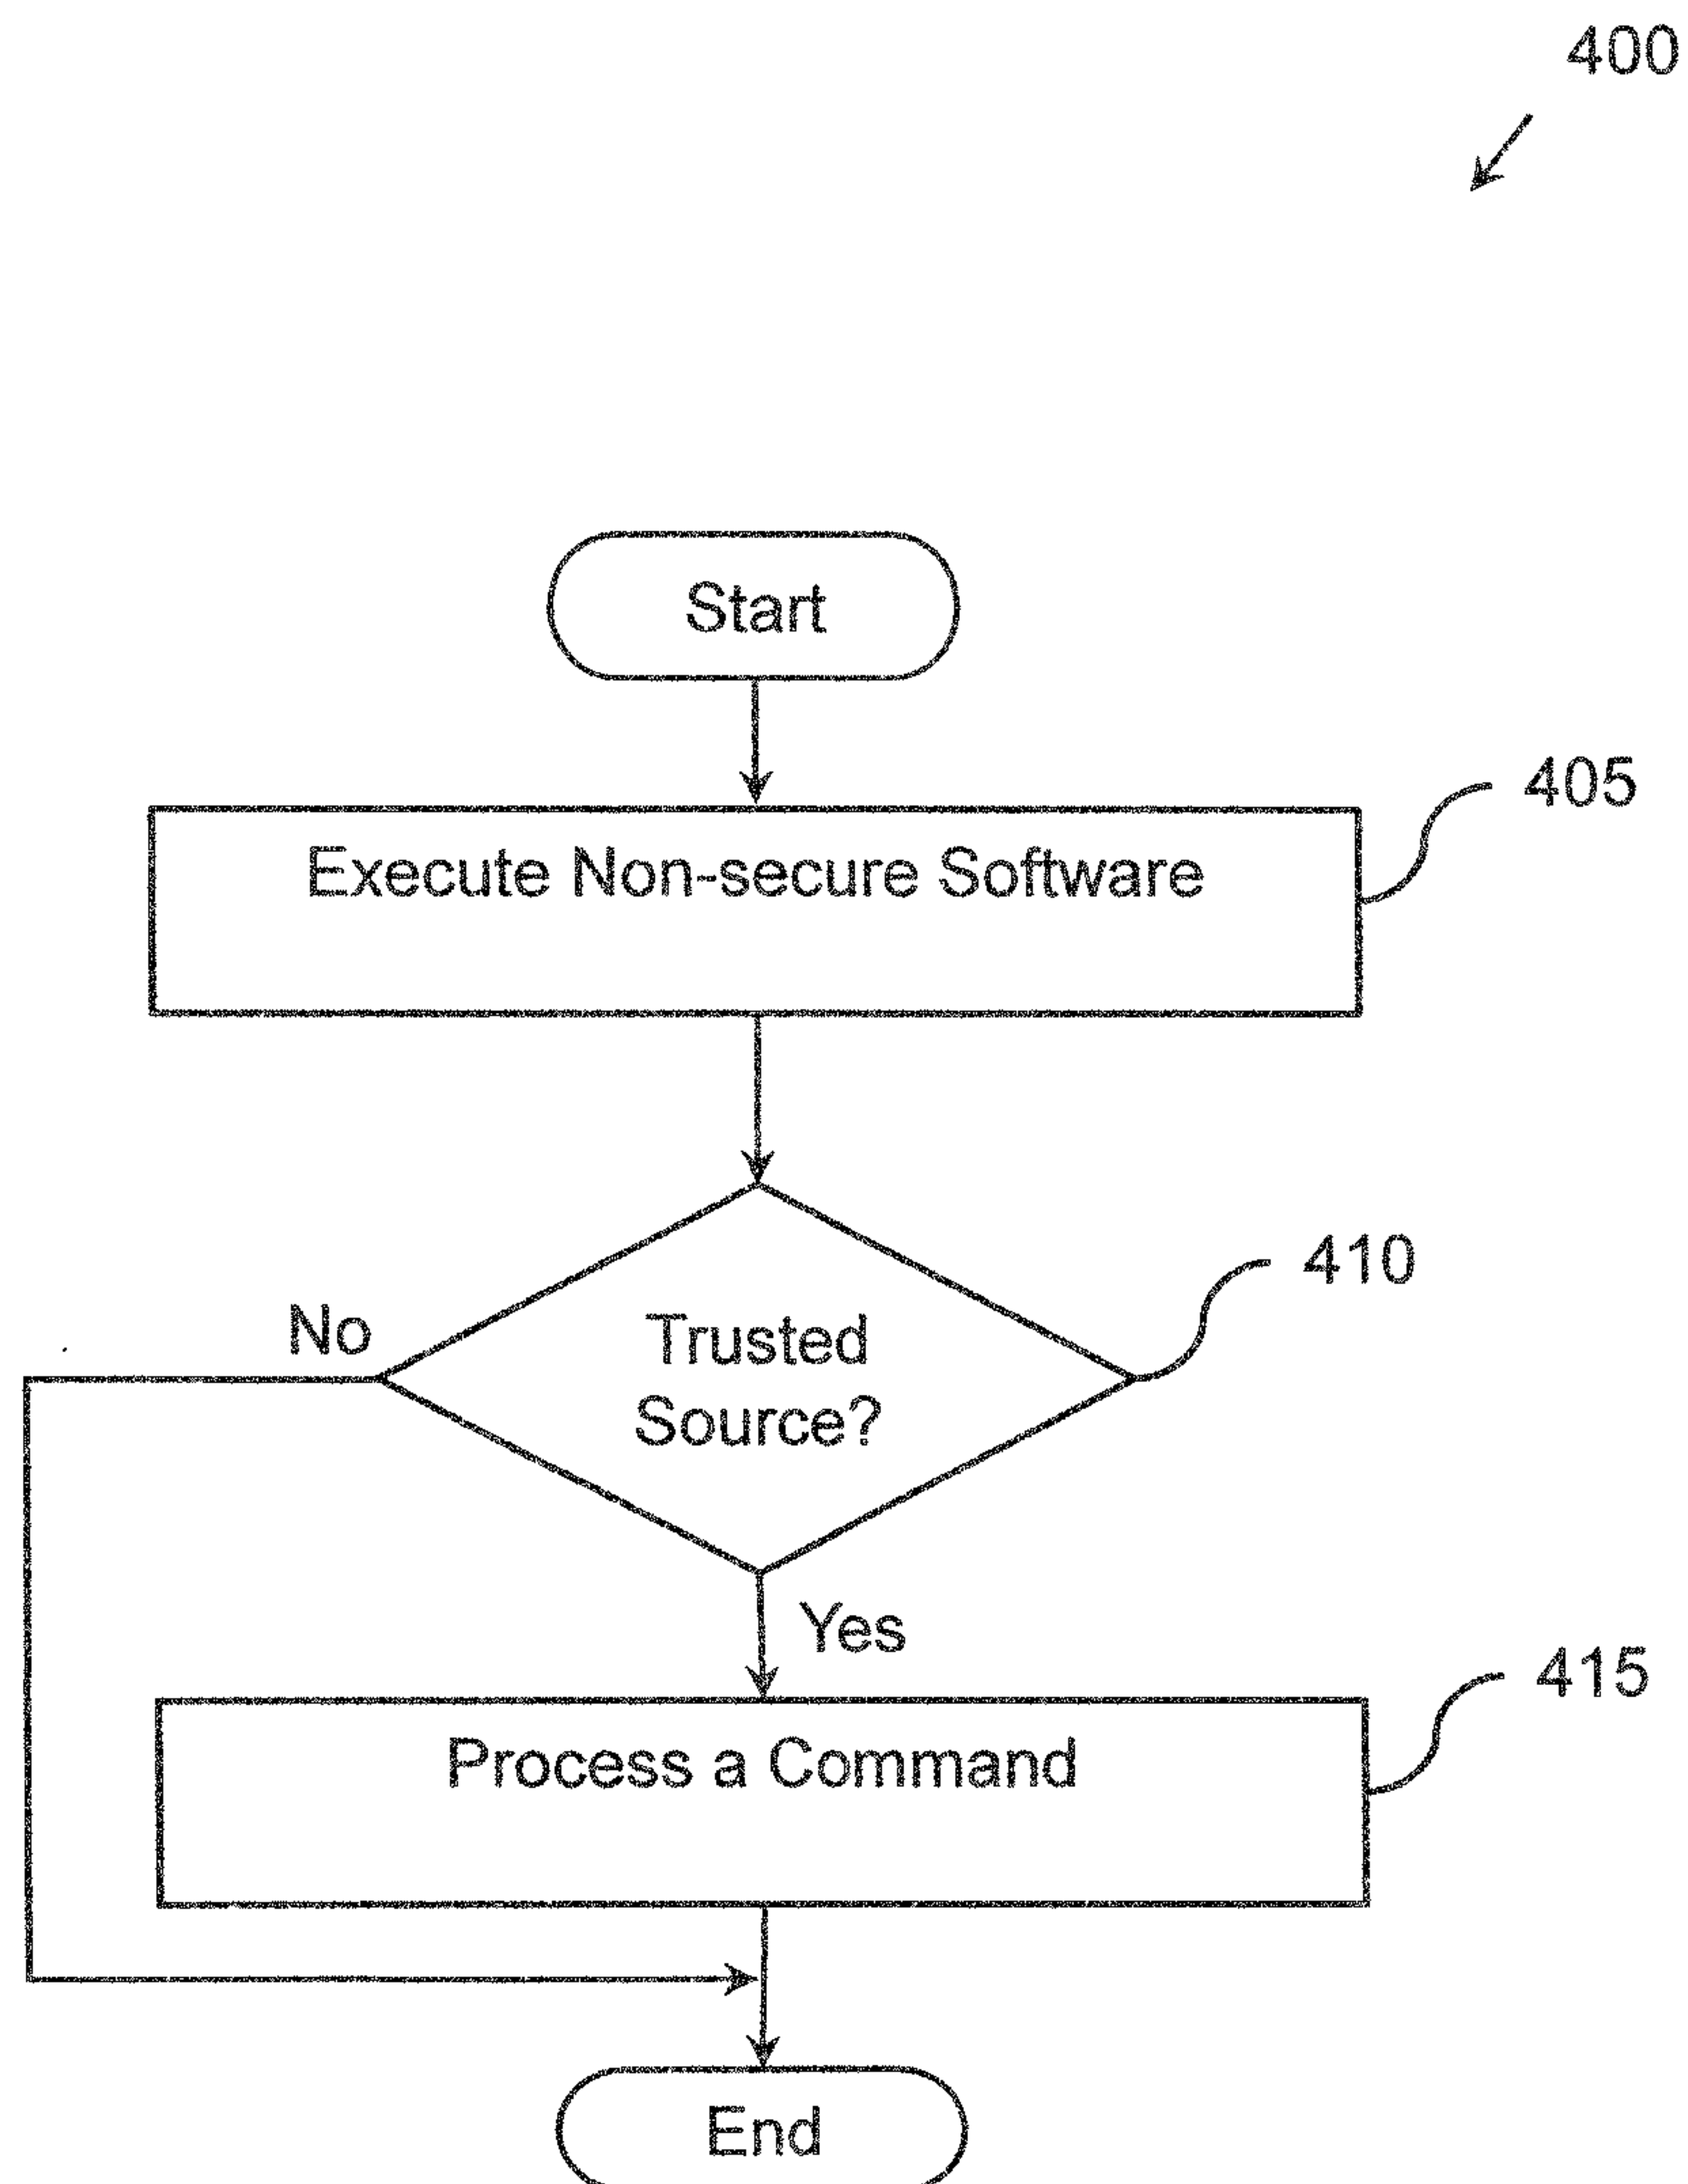 400
Start
Execute Non-secure Software
405
Trusted
Source?
410
No
Yes
Process a Command
415
End